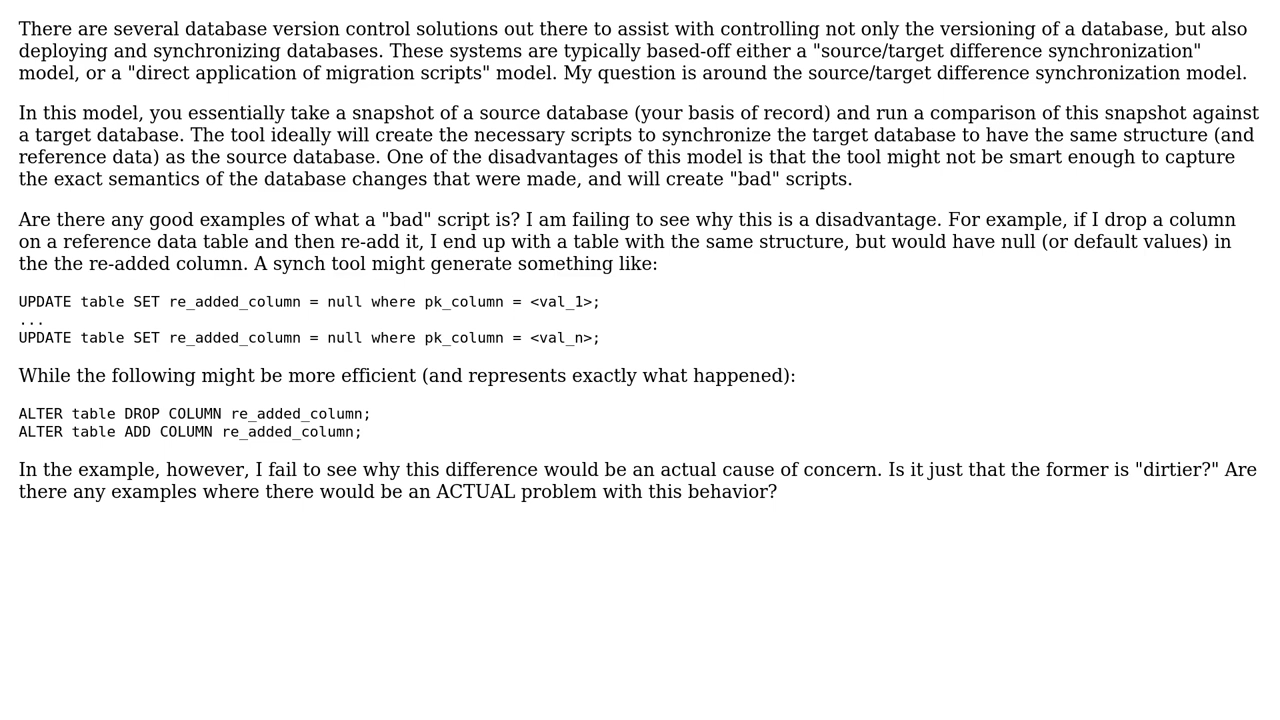 There are several database version control solutions out there to assist with controlling not only the versioning of a database, but also
deploying and synchronizing databases. These systems are typically based-off either a "source/target difference synchronization"
model, or a "direct application of migration scripts" model. My question is around the source/target difference synchronization model.
In this model, you essentially take a snapshot of a source database (your basis of record) and run a comparison of this snapshot against
a target database. The tool ideally will create the necessary scripts to synchronize the target database to have the same structure (and
reference data) as the source database. One of the disadvantages of this model is that the tool might not be smart enough to capture
the exact semantics of the database changes that were made, and will create "bad" scripts.
Are there any good examples of what a "bad" script is? I am failing to see why this is a disadvantage. For example, if I drop a column
on a reference data table and then re-add it, I end up with a table with the same structure, but would have null (or default values) in
the the re-added column. A synch tool might generate something like:
UPDATE table SET re_added_column = null where pk_column = <val_1>;
...
UPDATE table SET re_added_column = null where pk_column = <val_n>;
While the following might be more efficient (and represents exactly what happened):
ALTER table DROP COLUMN re_added_column;
ALTER table ADD COLUMN re_added_column;
In the example, however, I fail to see why this difference would be an actual cause of concern. Is it just that the former is "dirtier?" Are
there any examples where there would be an ACTUAL problem with this behavior?